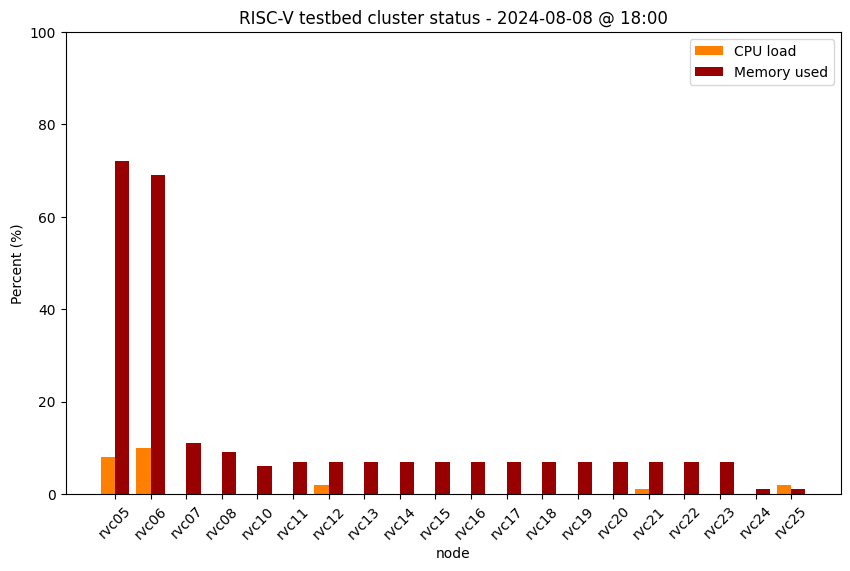 RISC-V testbed cluster status - 2024-08-08 @ 18:00
CPU load
Memory used
Percent (%)
100
80
60
40
20
0
rvc05 rvc06 rvc07 rvc08 rvc10 rvc11 rvc12 rvc13 rvc14 rvc15 rvc16 rvc17 rvc18 rvc19 rvc20 rvc21 rvc22 rvc23 rvc24 rvc25
node